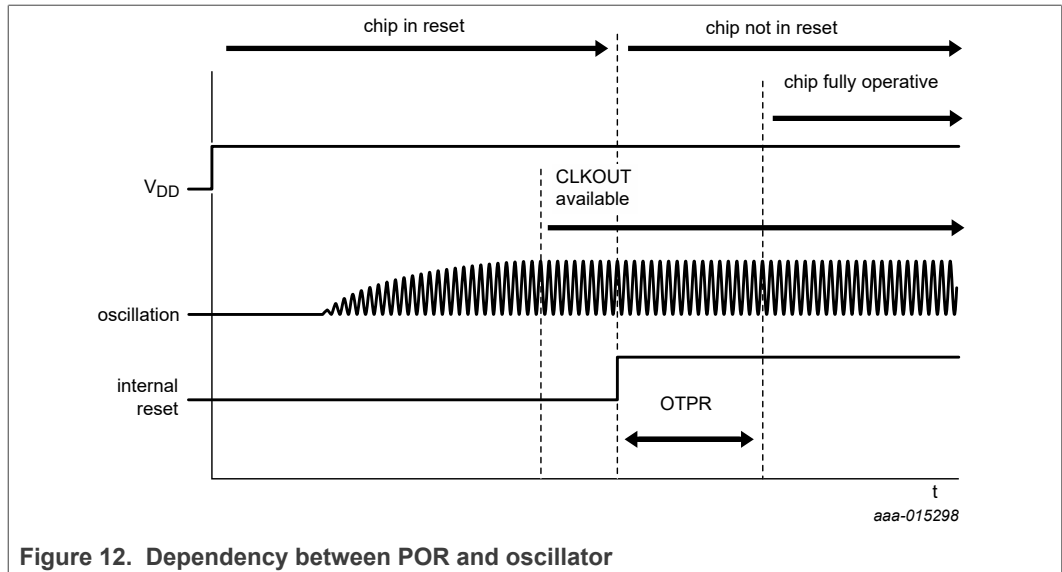 chip in reset
chip not in reset
chip fully operative
VDD
CLKOUT
available
oscillation
internal
reset
OTPR
t
aaa-015298
Figure 12. Dependency between POR and oscillator